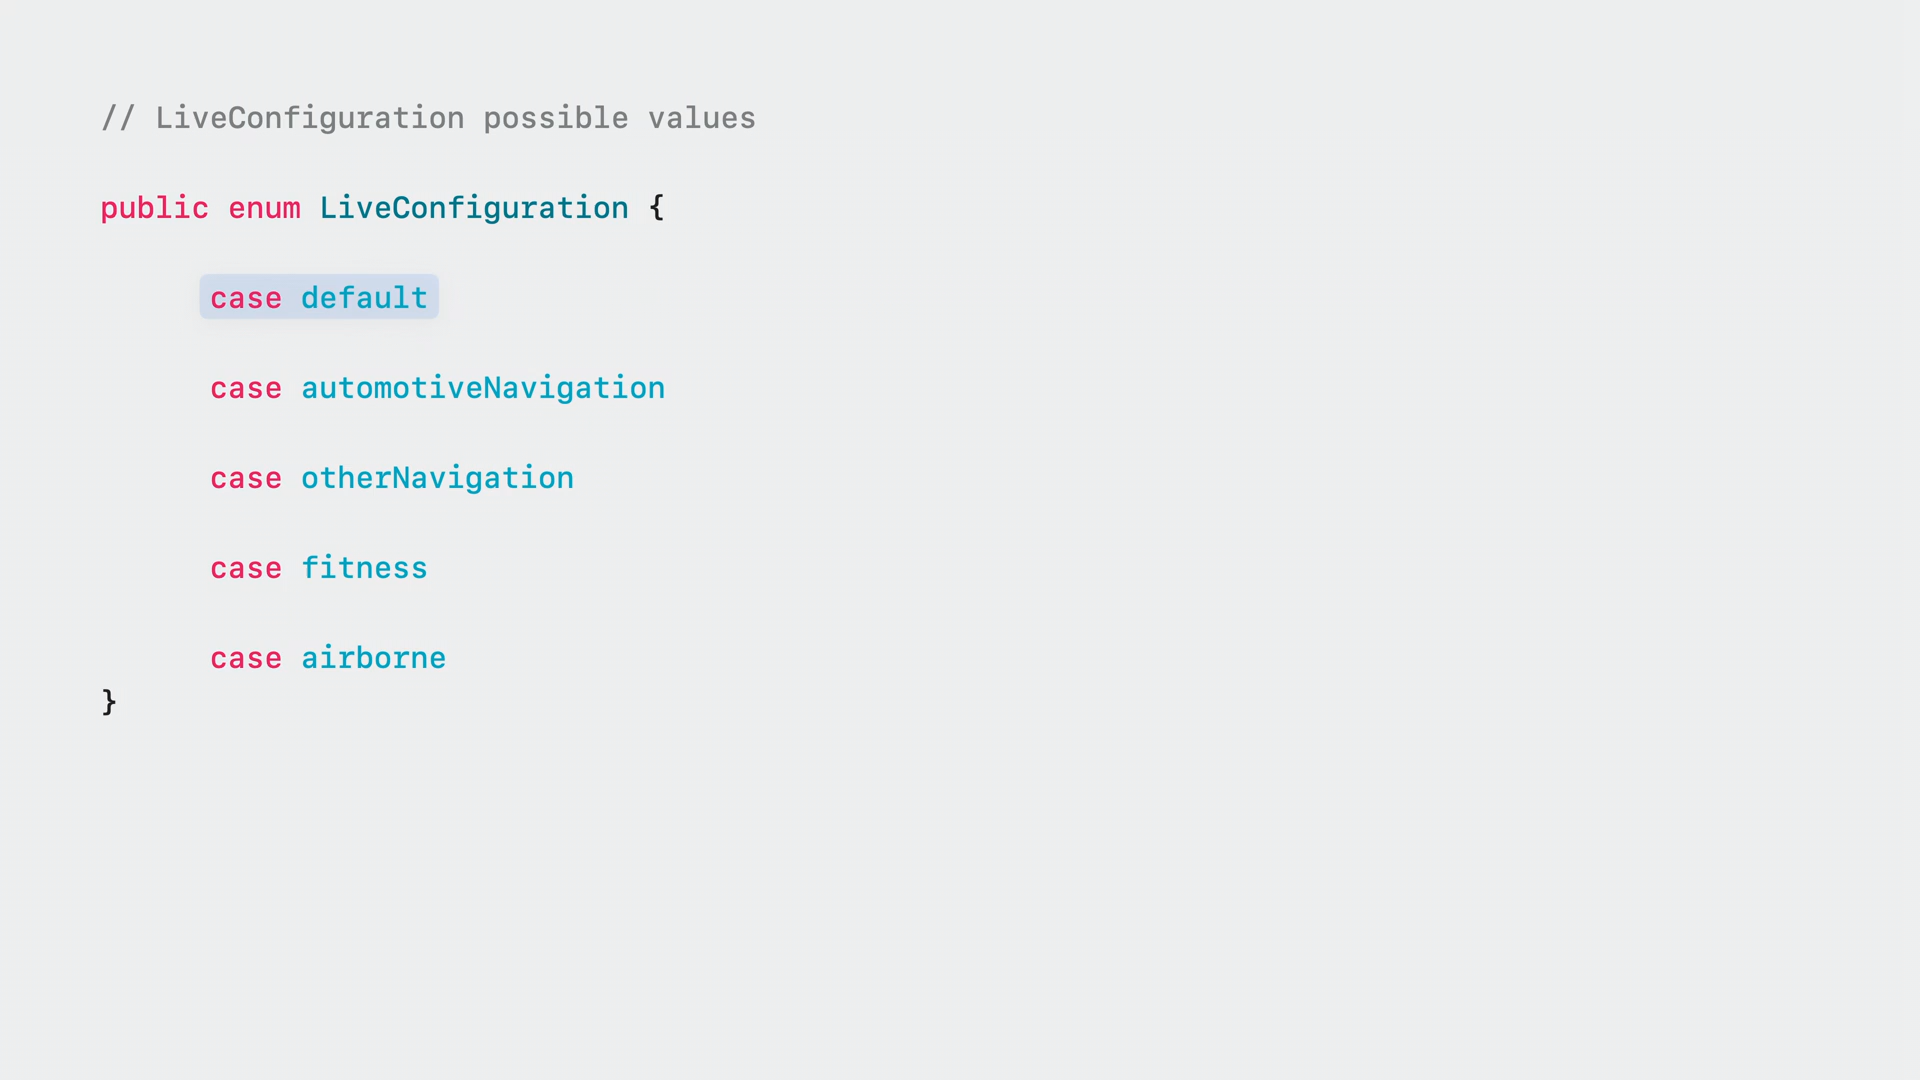 // LiveConfiguration possible values
public enum LiveConfiguration {
case default
case automotiveNavigation
case otherNavigation
case fitness
case airborne
}